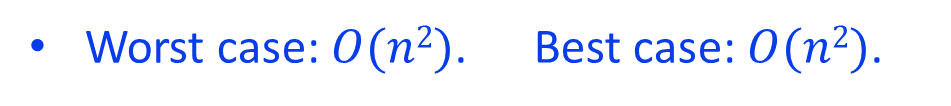 • Worst case: O(n²). Best case: O(n²).